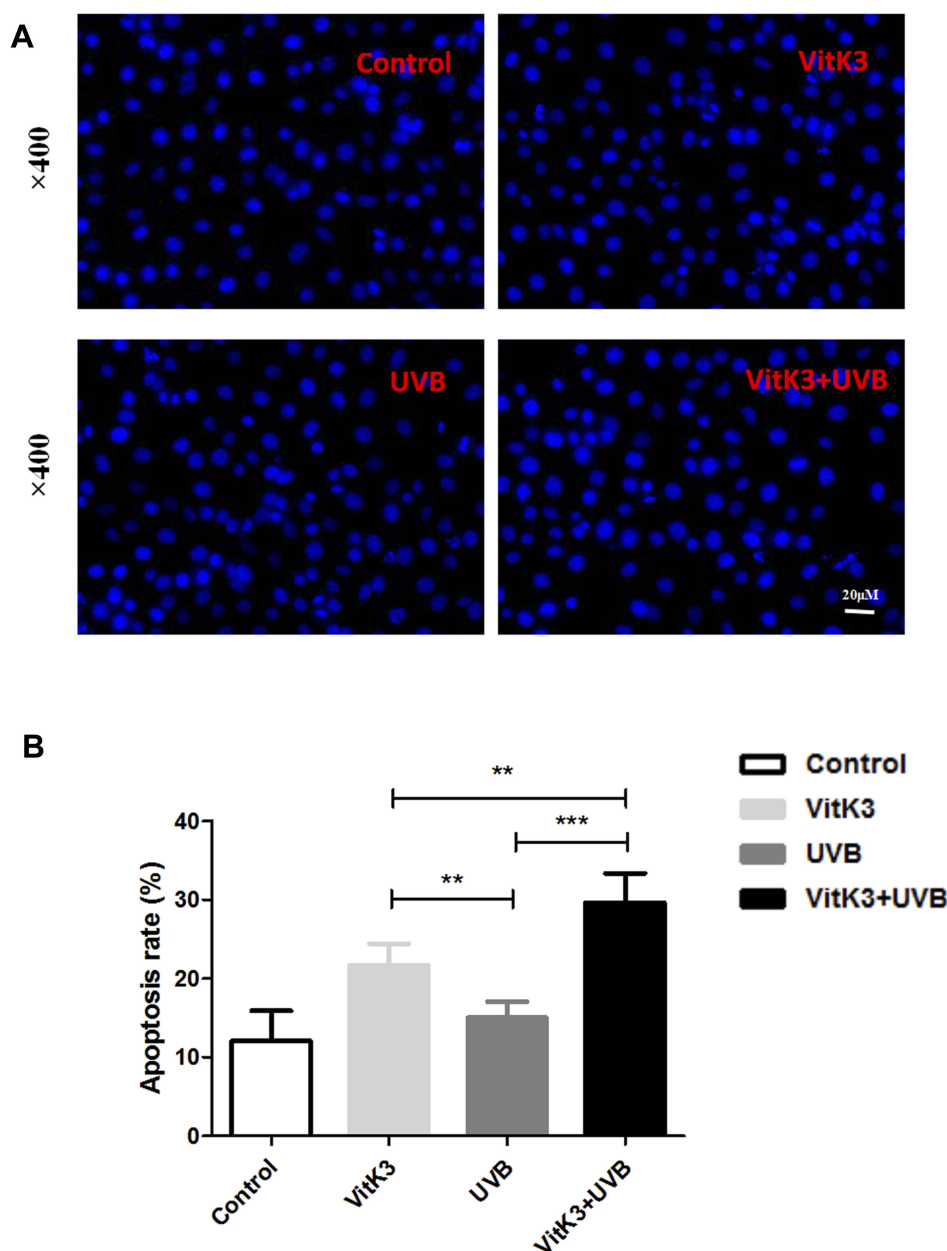 A
×400
Control
VitK3
×400
UVB
VitK3+UVB
20μM
B
**
***
**
Apoptosis rate (%)
40
30
20
10
0
Control
VitK3
UVB
VitK3+UVB
Control
VitK3
UVB
VitK3+UVB